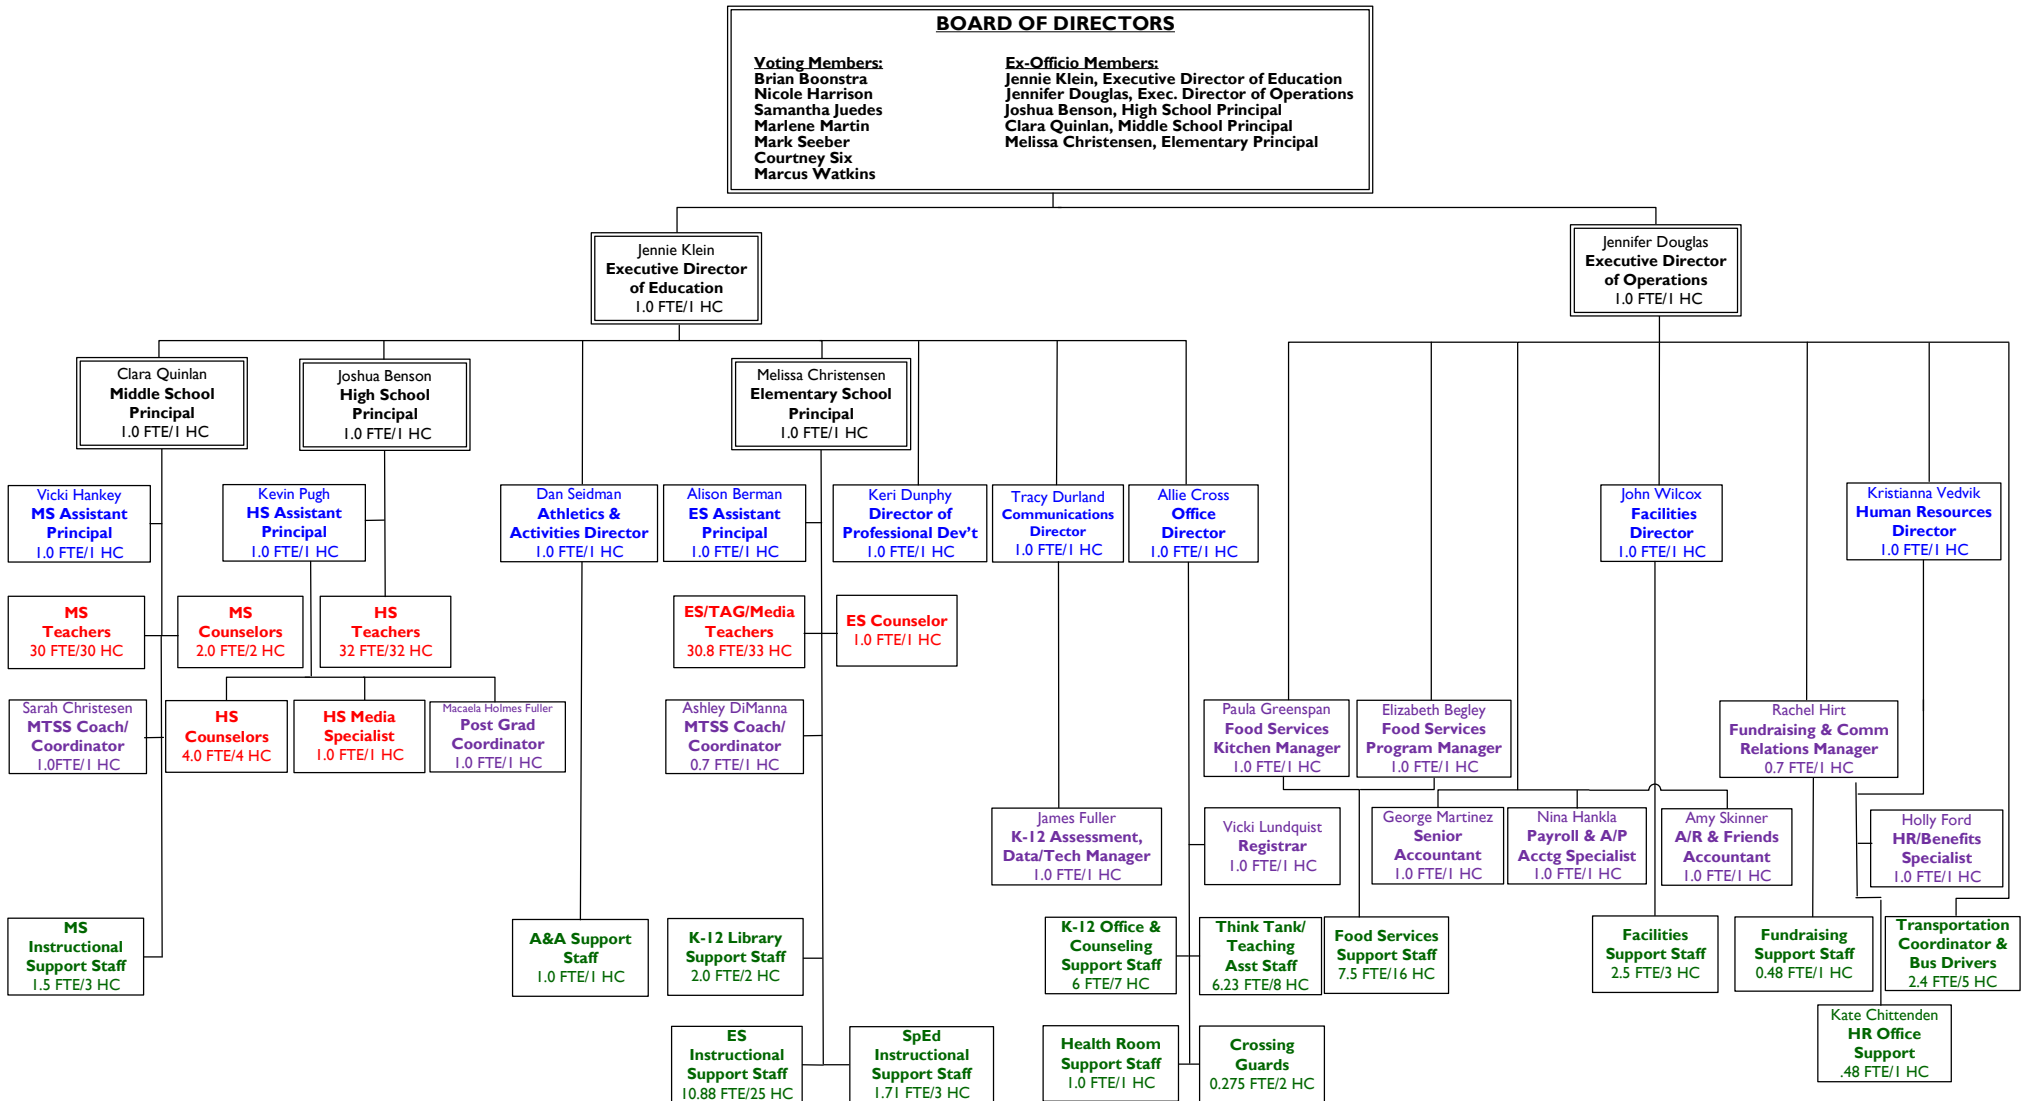 BOARD OF DIRECTORS
Voting Members:
Brian Boonstra
Nicole Harrison
Samantha Juedes
Marlene Martin
Mark Seeber
Courtney Six
Marcus Watkins
Ex-Officio Members:
Jennie Klein, Executive Director of Education
Jennifer Douglas, Exec. Director of Operations
Joshua Benson, High School Principal
Clara Quinlan, Middle School Principal
Melissa Christensen, Elementary Principal
Jennie Klein
Executive Director
of Education
1.0 FTE/1 HC
Jennifer Douglas
Executive Director
of Operations
1.0 FTE/1 HC
Clara Quinlan
Middle School
Principal
1.0 FTE/1 HC
Joshua Benson
High School
Principal
1.0 FTE/1 HC
Melissa Christensen
Elementary School
Principal
1.0 FTE/1 HC
Vicki Hankey
MS Assistant
Principal
1.0 FTE/1 HC
Kevin Pugh
HS Assistant
Principal
1.0 FTE/1 HC
Dan Seidman
Athletics &
Activities Director
1.0 FTE/1 HC
Alison Berman
ES Assistant
Principal
1.0 FTE/1 HC
Keri Dunphy
Director of
Professional Dev't
1.0 FTE/1 HC
Tracy Durland
Communications
Director
1.0 FTE/1 HC
Allie Cross
Office
Director
1.0 FTE/1 HC
John Wilcox
Facilities
Director
1.0 FTE/1 HC
Kristianna Vedvik
Human Resources
Director
1.0 FTE/1 HC
MS
Teachers
30 FTE/30 HC
MS
Counselors
2.0 FTE/2 HC
HS
Teachers
32 FTE/32 HC
ES/TAG/Media
Teachers
30.8 FTE/33 HC
ES Counselor
1.0 FTE/1 HC
Sarah Christesen
MTSS Coach/
Coordinator
1.0FTE/1 HC
HS
Counselors
4.0 FTE/4 HC
HS Media
Specialist
1.0 FTE/1 HC
Macaela Holmes Fuller
Post Grad
Coordinator
1.0 FTE/1 HC
Ashley DiManna
MTSS Coach/
Coordinator
0.7 FTE/1 HC
Paula Greenspan
Food Services
Kitchen Manager
1.0 FTE/1 HC
Elizabeth Begley
Food Services
Program Manager
1.0 FTE/1 HC
Rachel Hirt
Fundraising & Comm
Relations Manager
0.7 FTE/1 HC
James Fuller
K-12 Assessment,
Data/Tech Manager
1.0 FTE/1 HC
Vicki Lundquist
Registrar
1.0 FTE/1 HC
George Martinez
Senior
Accountant
1.0 FTE/1 HC
Nina Hankla
Payroll & A/P
Acctg Specialist
1.0 FTE/1 HC
Amy Skinner
A/R & Friends
Accountant
1.0 FTE/1 HC
Holly Ford
HR/Benefits
Specialist
1.0 FTE/1 HC
MS
Instructional
Support Staff
1.5 FTE/3 HC
A&A Support
Staff
1.0 FTE/1 HC
K-12 Library
Support Staff
2.0 FTE/2 HC
K-12 Office &
Counseling
Support Staff
6 FTE/7 HC
Think Tank/
Teaching
Asst Staff
6.23 FTE/8 HC
Food Services
Support Staff
7.5 FTE/16 HC
Facilities
Support Staff
2.5 FTE/3 HC
Fundraising
Support Staff
0.48 FTE/1 HC
Transportation
Coordinator &
Bus Drivers
2.4 FTE/5 HC
ES
Instructional
Support Staff
10.88 FTE/25 HC
SpEd
Instructional
Support Staff
1.71 FTE/3 HC
Health Room
Support Staff
1.0 FTE/1 HC
Crossing
Guards
0.275 FTE/2 HC
Kate Chittenden
HR Office
Support
.48 FTE/1 HC